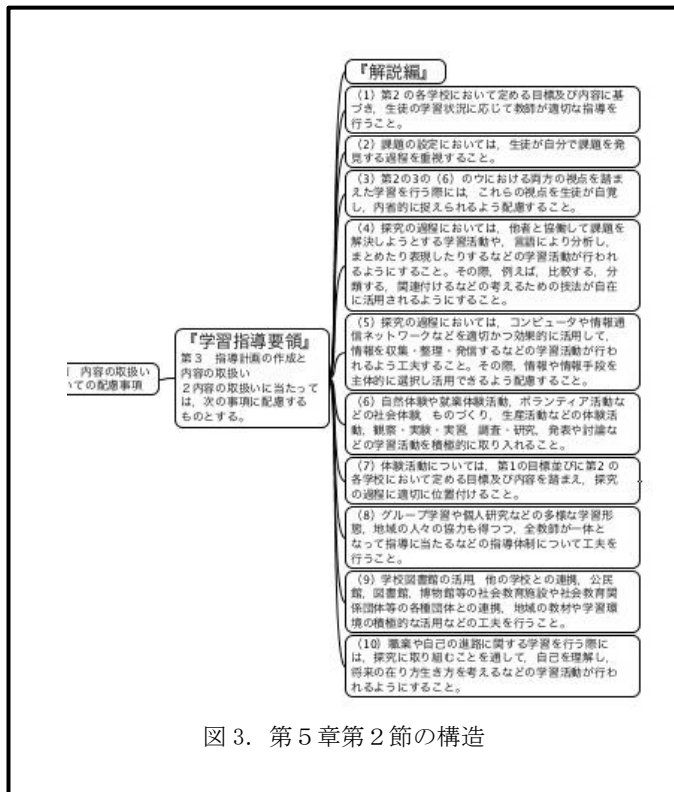 『解説編』
（1）第2 の各学校において定める目標及び内容に基
づき，生徒の学習状況に応じて教師が適切な指導を
行うこと。
（2）課題の設定においては，生徒が自分で課題を発
見する過程を重視すること。
（3）第2の3の（6）のウにおける両方の視点を踏ま
えた学習を行う際には，これらの視点を生徒が自覚
し，内省的に捉えられるよう配慮すること。
（4）探究の過程においては，他者と協働して課題を
解決しようとする学習活動や，言語により分析し，
まとめたり表現したりするなどの学習活動が行われ
るようにすること。その際，例えば，比較する，分
類する，関連付けるなどの考えるための技法が自在
に活用されるようにすること。
（5）探究の過程においては，コンピュータや情報通
信ネットワークなどを適切かつ効果的に活用して，
情報を収集・整理・発信するなどの学習活動が行わ
れるよう工夫すること。その際，情報や情報手段を
主体的に選択し活用できるよう配慮すること。
（6）自然体験や就業体験活動，ボランティア活動など
の社会体験，ものづくり，生産活動などの体験活
動，観察・実験・実習，調査・研究，発表や討論な
どの学習活動を積極的に取り入れること。
（7）体験活動については，第1の目標並びに第2 の
各学校において定める目標及び内容を踏まえ，探究
の過程に適切に位置付けること。
（8）グループ学習や個人研究などの多様な学習形
態，地域の人々の協力も得つつ，全教師が一体と
なって指導に当たるなどの指導体制について工夫を
行うこと。
（9）学校図書館の活用，他の学校との連携，公民
館，図書館，博物館等の社会教育施設や社会教育関
係団体等の各種団体との連携，地域の教材や学習環
境の積極的な活用などの工夫を行うこと。
（10）職業や自己の進路に関する学習を行う際に
は，探究に取り組むことを通して，自己を理解し，
将来の在り方生き方を考えるなどの学習活動が行わ
れるようにすること。
『学習指導要領』
第3　指導計画の作成と
内容の取扱い
2内容の取扱いに当たって
は，次の事項に配慮する
ものとする。
内容の取扱い
いての配慮事項
図 3．第５章第２節の構造